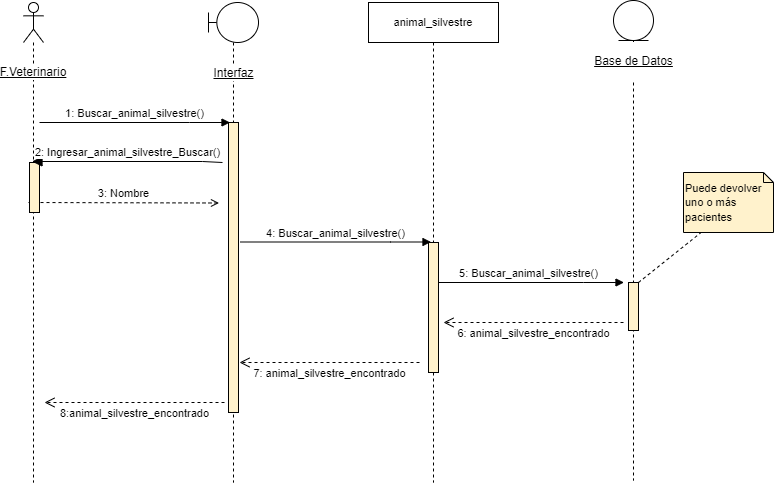 animal_silvestre
Base de Datos
F.Veterinario
Interfaz
1: Buscar_animal_silvestre()
2: Ingresar_animal_silvestre_Buscar()
3: Nombre
Puede devolver
uno o más
pacientes
4: Buscar_animal_silvestre()
5: Buscar_animal_silvestre()
6: animal_silvestre_encontrado
7: animal_silvestre_encontrado
8:animal_silvestre_encontrado